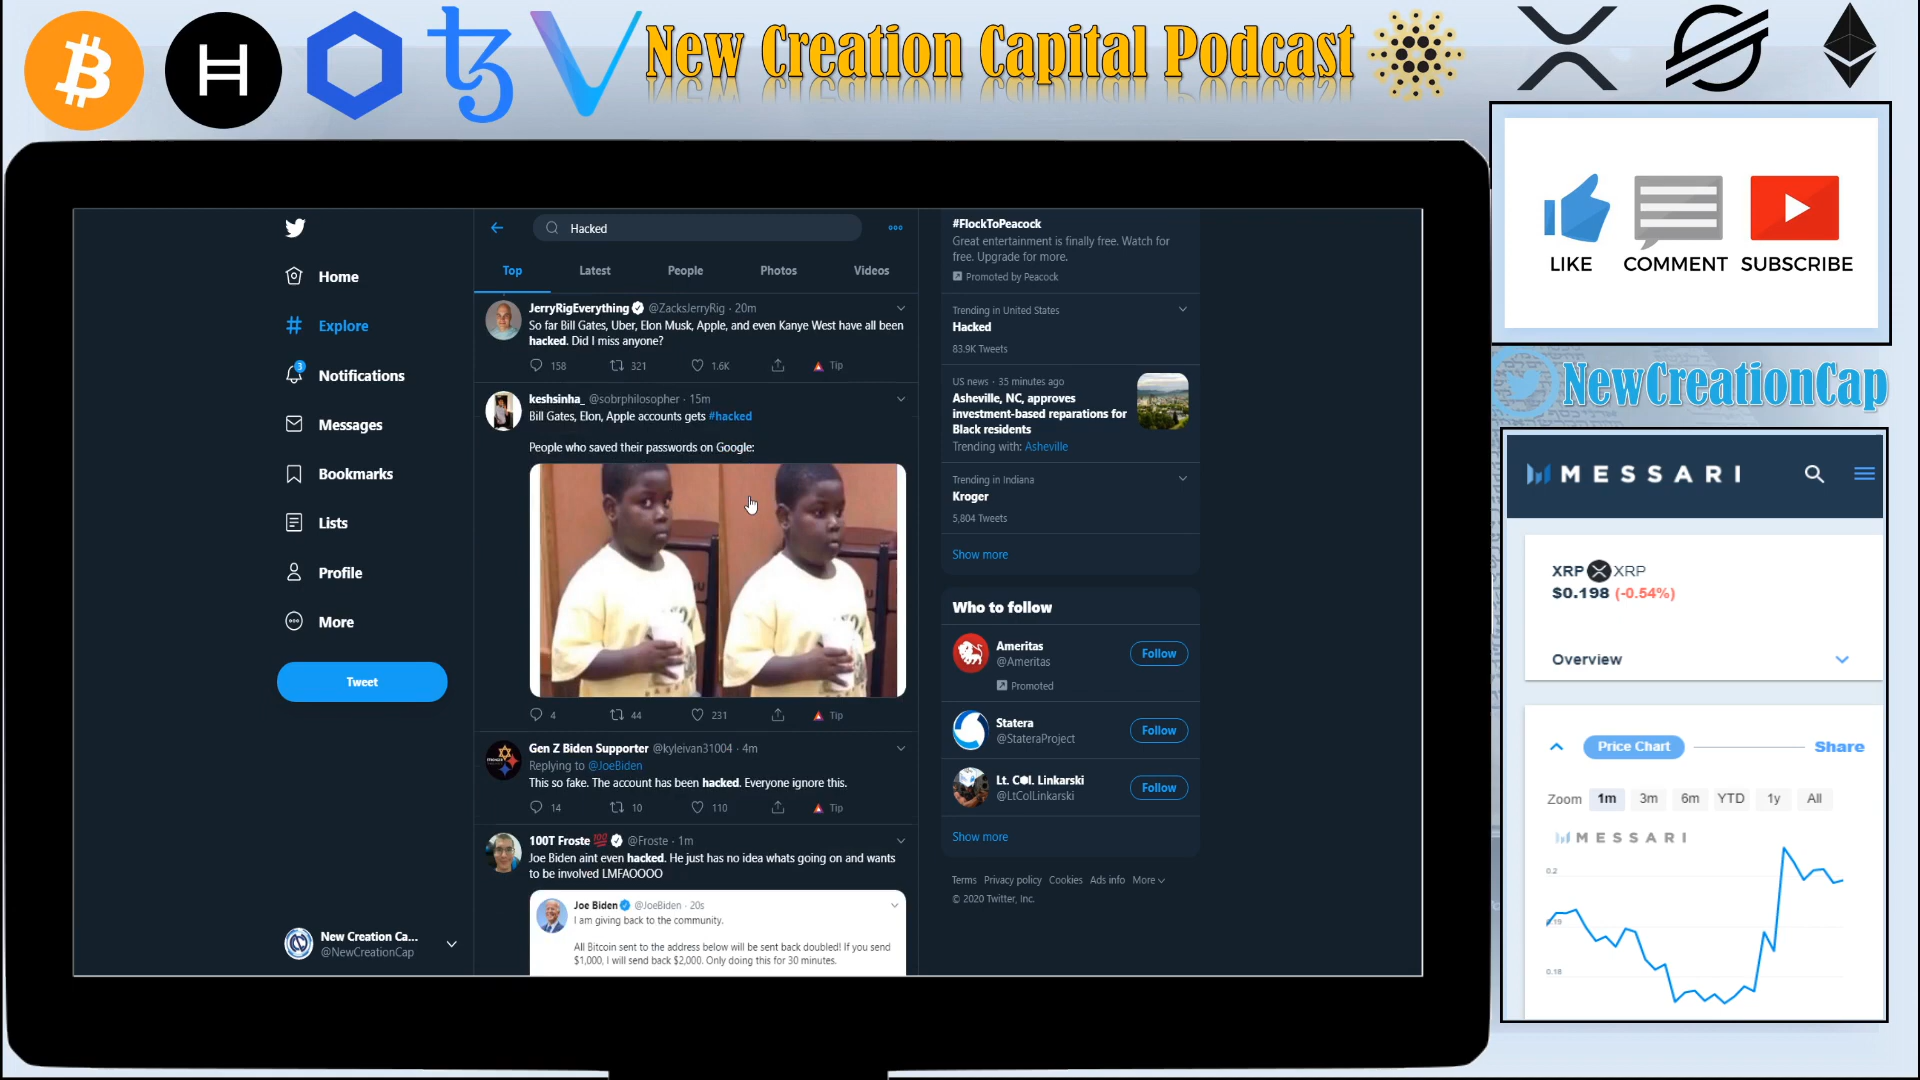 New Creation Capital Podcast
LIKE
COMMENT
SUBSCRIBE
NewCreationCap
Home
Explore
3
Notifications
Messages
Bookmarks
Lists
Profile
More
Tweet
New Creation Ca...
@NewCreationCap
Hacked
Top
Latest
People
Photos
Videos
JerryRigEverything @ZacksJerryRig · 20m
So far Bill Gates, Uber, Elon Musk, Apple, and even Kanye West have all been
hacked. Did I miss anyone?
158
321
1.6K
Tip
keshsinha_ @sobrphilosopher · 15m
Bill Gates, Elon, Apple accounts gets #hacked
People who saved their passwords on Google:
4
44
231
Tip
Gen Z Biden Supporter @kyleivan31004 · 4m
Replying to @JoeBiden
This so fake. The account has been hacked. Everyone ignore this.
14
10
110
Tip
100T Froste 💯 @Froste · 1m
Joe Biden aint even hacked. He just has no idea whats going on and wants
to be involved LMFAOOOO
Joe Biden @JoeBiden · 20s
I am giving back to the community.
All Bitcoin sent to the address below will be sent back doubled! If you send
$1,000, I will send back $2,000. Only doing this for 30 minutes.
#FlockToPeacock
Great entertainment is finally free. Watch for
free. Upgrade for more.
Promoted by Peacock
Trending in United States
Hacked
83.9K Tweets
US news · 35 minutes ago
Asheville, NC, approves
investment-based reparations for
Black residents
Trending with: Asheville
Trending in Indiana
Kroger
5,804 Tweets
Show more
Who to follow
Ameritas
@Ameritas
Promoted
Follow
Statera
@StateraProject
Follow
Lt. C⬢l. Linkarski
@LtColLinkarski
Follow
Show more
Terms Privacy policy Cookies Ads info More
© 2020 Twitter, Inc.
MESSARI
XRP XRP
$0.198 (-0.54%)
Overview
Price Chart
Share
Zoom 1m 3m 6m YTD 1y All
MESSARI
0.2
0.19
0.18